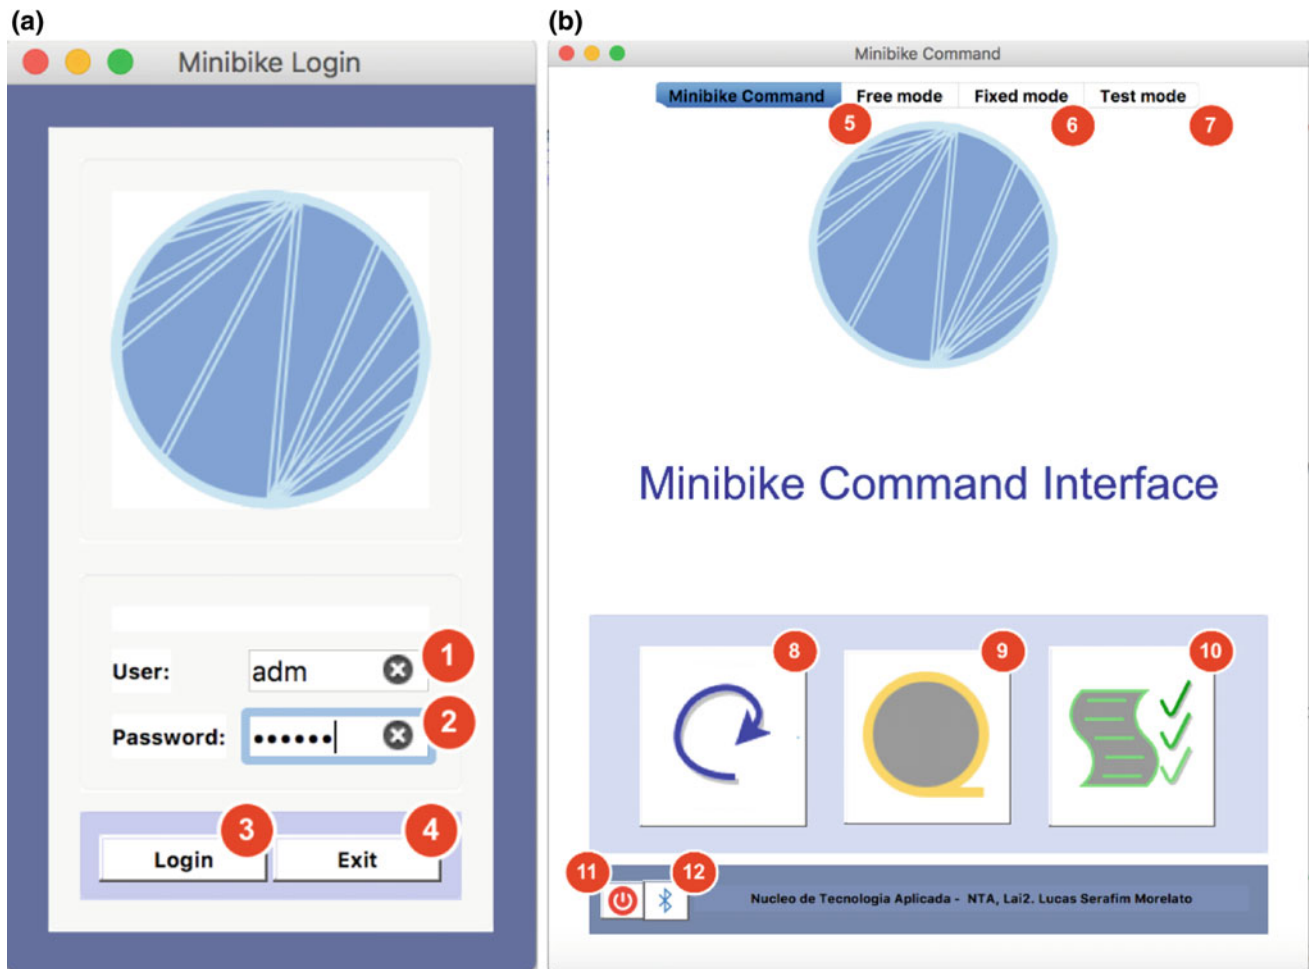 (a)
Minibike Login
User:
adm
1
Password:
••••••
2
3
4
Login
Exit
(b)
Minibike Command
Minibike Command
Free mode
Fixed mode
Test mode
5
6
7
Minibike Command Interface
8
9
10
11
12
Nucleo de Tecnologia Aplicada - NTA, Lai2. Lucas Serafim Morelato